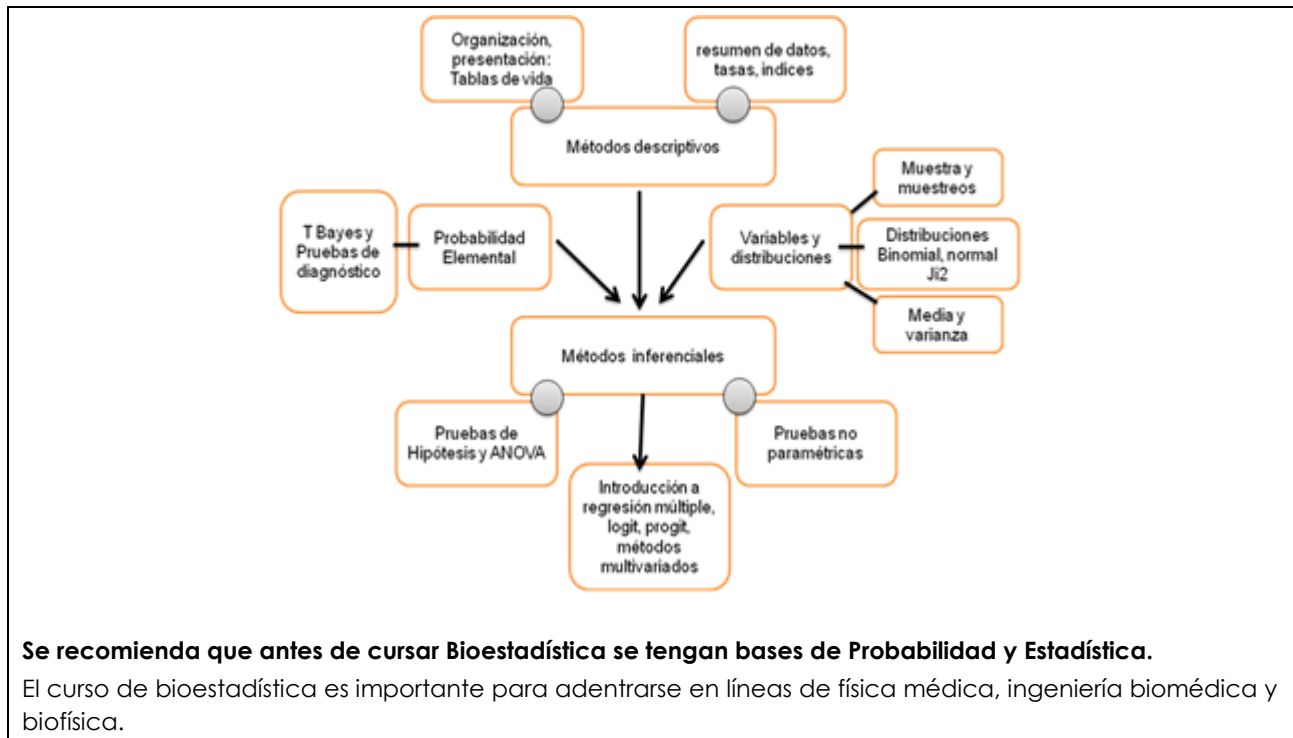 Organización,
presentación:
Tablas de vida
resumen de datos,
tasas, indices
Métodos descriptivos
Muestra y
muestreos
T Bayes y
Pruebas de
diagnóstico
Probabilidad
Elemental
Variables y
distribuciones
Distribuciones
Binomial, normal
Ji2
Media y
varianza
Métodos inferenciales
Pruebas de
Hipótesis y ANOVA
Pruebas no
paramétricas
Introducción a
regresión múltiple,
logit, progit,
métodos
multivariados
Se recomienda que antes de cursar Bioestadística se tengan bases de Probabilidad y Estadística.
El curso de bioestadística es importante para adentrarse en líneas de física médica, ingeniería biomédica y
biofísica.